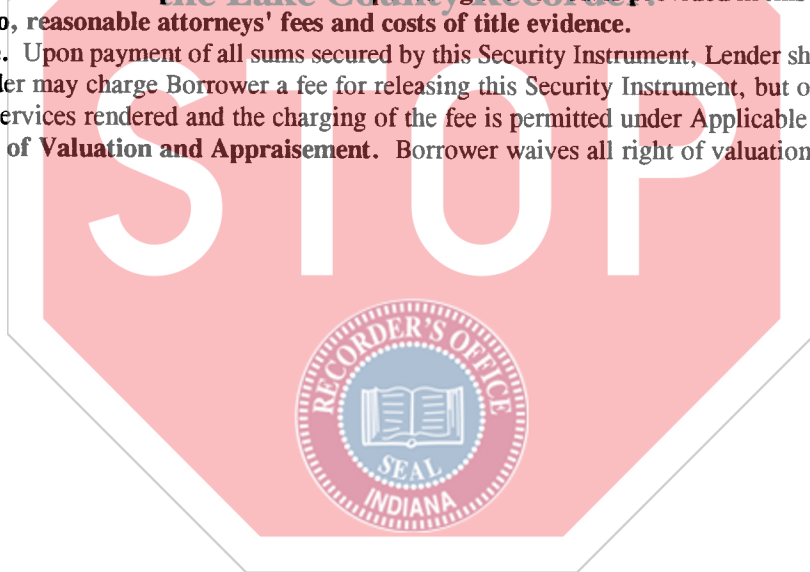 the Lake County Recorder!
o, reasonable attorneys' fees and costs of title evidence.
. Upon payment of all sums secured by this Security Instrument, Lender sh
er may charge Borrower a fee for releasing this Security Instrument, but o
ervices rendered and the charging of the fee is permitted under Applicable
of Valuation and Appraisement. Borrower waives all right of valuation
STOP
RECORDER'S OFFICE
SEAL
INDIANA